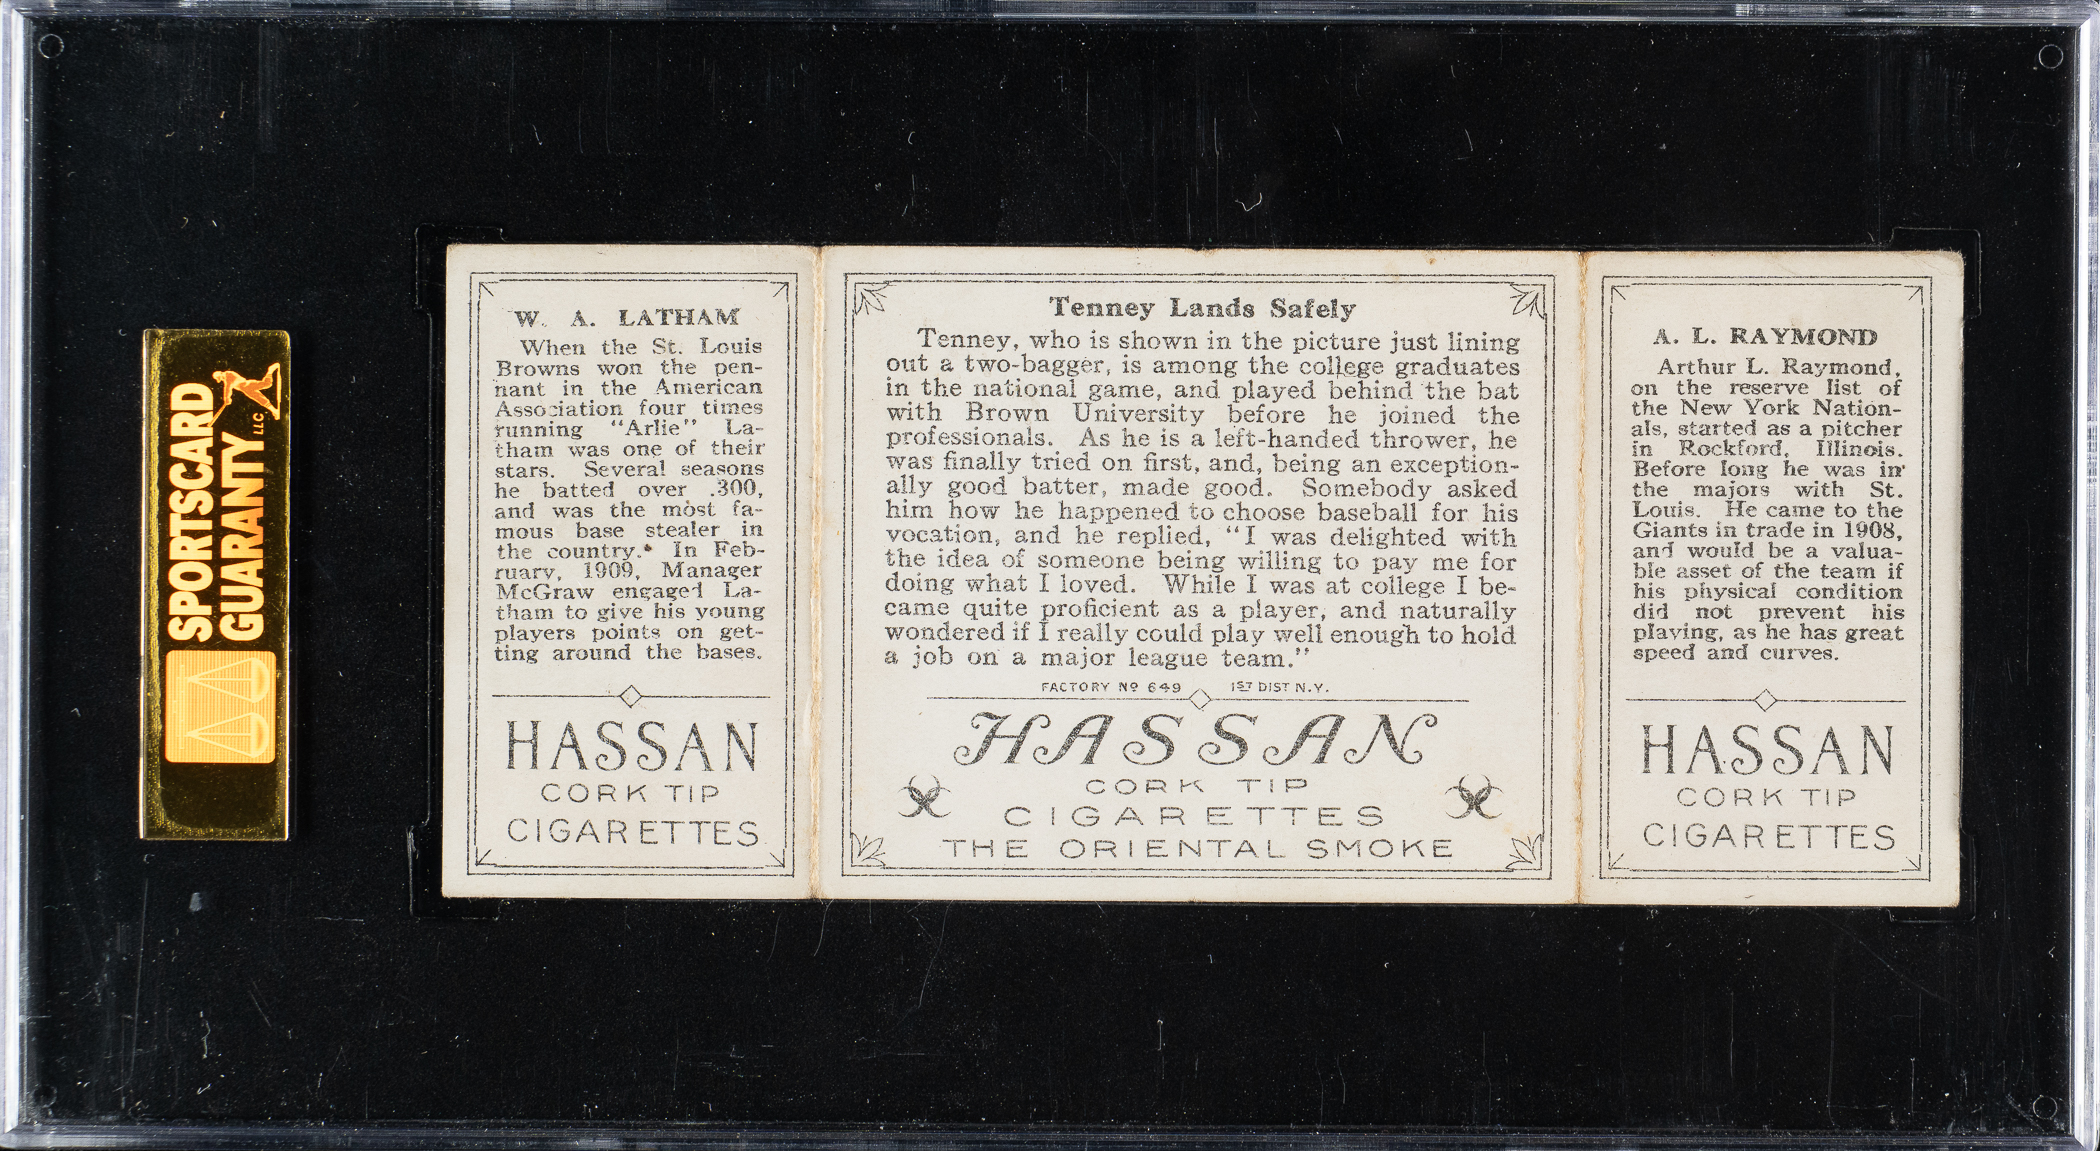 SPORTSCARD
GUARANTY LLC
W. A. LATHAM
When the St. Louis
Browns won the pen-
nant in the American
Association four times
running "Arlie" La-
tham was one of their
stars. Several seasons
he batted over .300,
and was the most fa-
mous base stealer in
the country. In Feb-
ruary, 1909, Manager
McGraw engaged La-
tham to give his young
players points on get-
ting around the bases.
HASSAN
CORK TIP
CIGARETTES
Tenney Lands Safely
Tenney, who is shown in the picture just lining
out a two-bagger, is among the college graduates
in the national game, and played behind the bat
with Brown University before he joined the
professionals. As he is a left-handed thrower, he
was finally tried on first, and, being an exception-
ally good batter, made good. Somebody asked
him how he happened to choose baseball for his
vocation, and he replied, "I was delighted with
the idea of someone being willing to pay me for
doing what I loved. While I was at college I be-
came quite proficient as a player, and naturally
wondered if I really could play well enough to hold
a job on a major league team."
FACTORY No 649 1ST DIST N.Y.
HASSAN
CORK TIP
CIGARETTES
THE ORIENTAL SMOKE
A. L. RAYMOND
Arthur L. Raymond,
on the reserve list of
the New York Nation-
als, started as a pitcher
in Rockford, Illinois.
Before long he was in
the majors with St.
Louis. He came to the
Giants in trade in 1908,
and would be a valua-
ble asset of the team if
his physical condition
did not prevent his
playing, as he has great
speed and curves.
HASSAN
CORK TIP
CIGARETTES